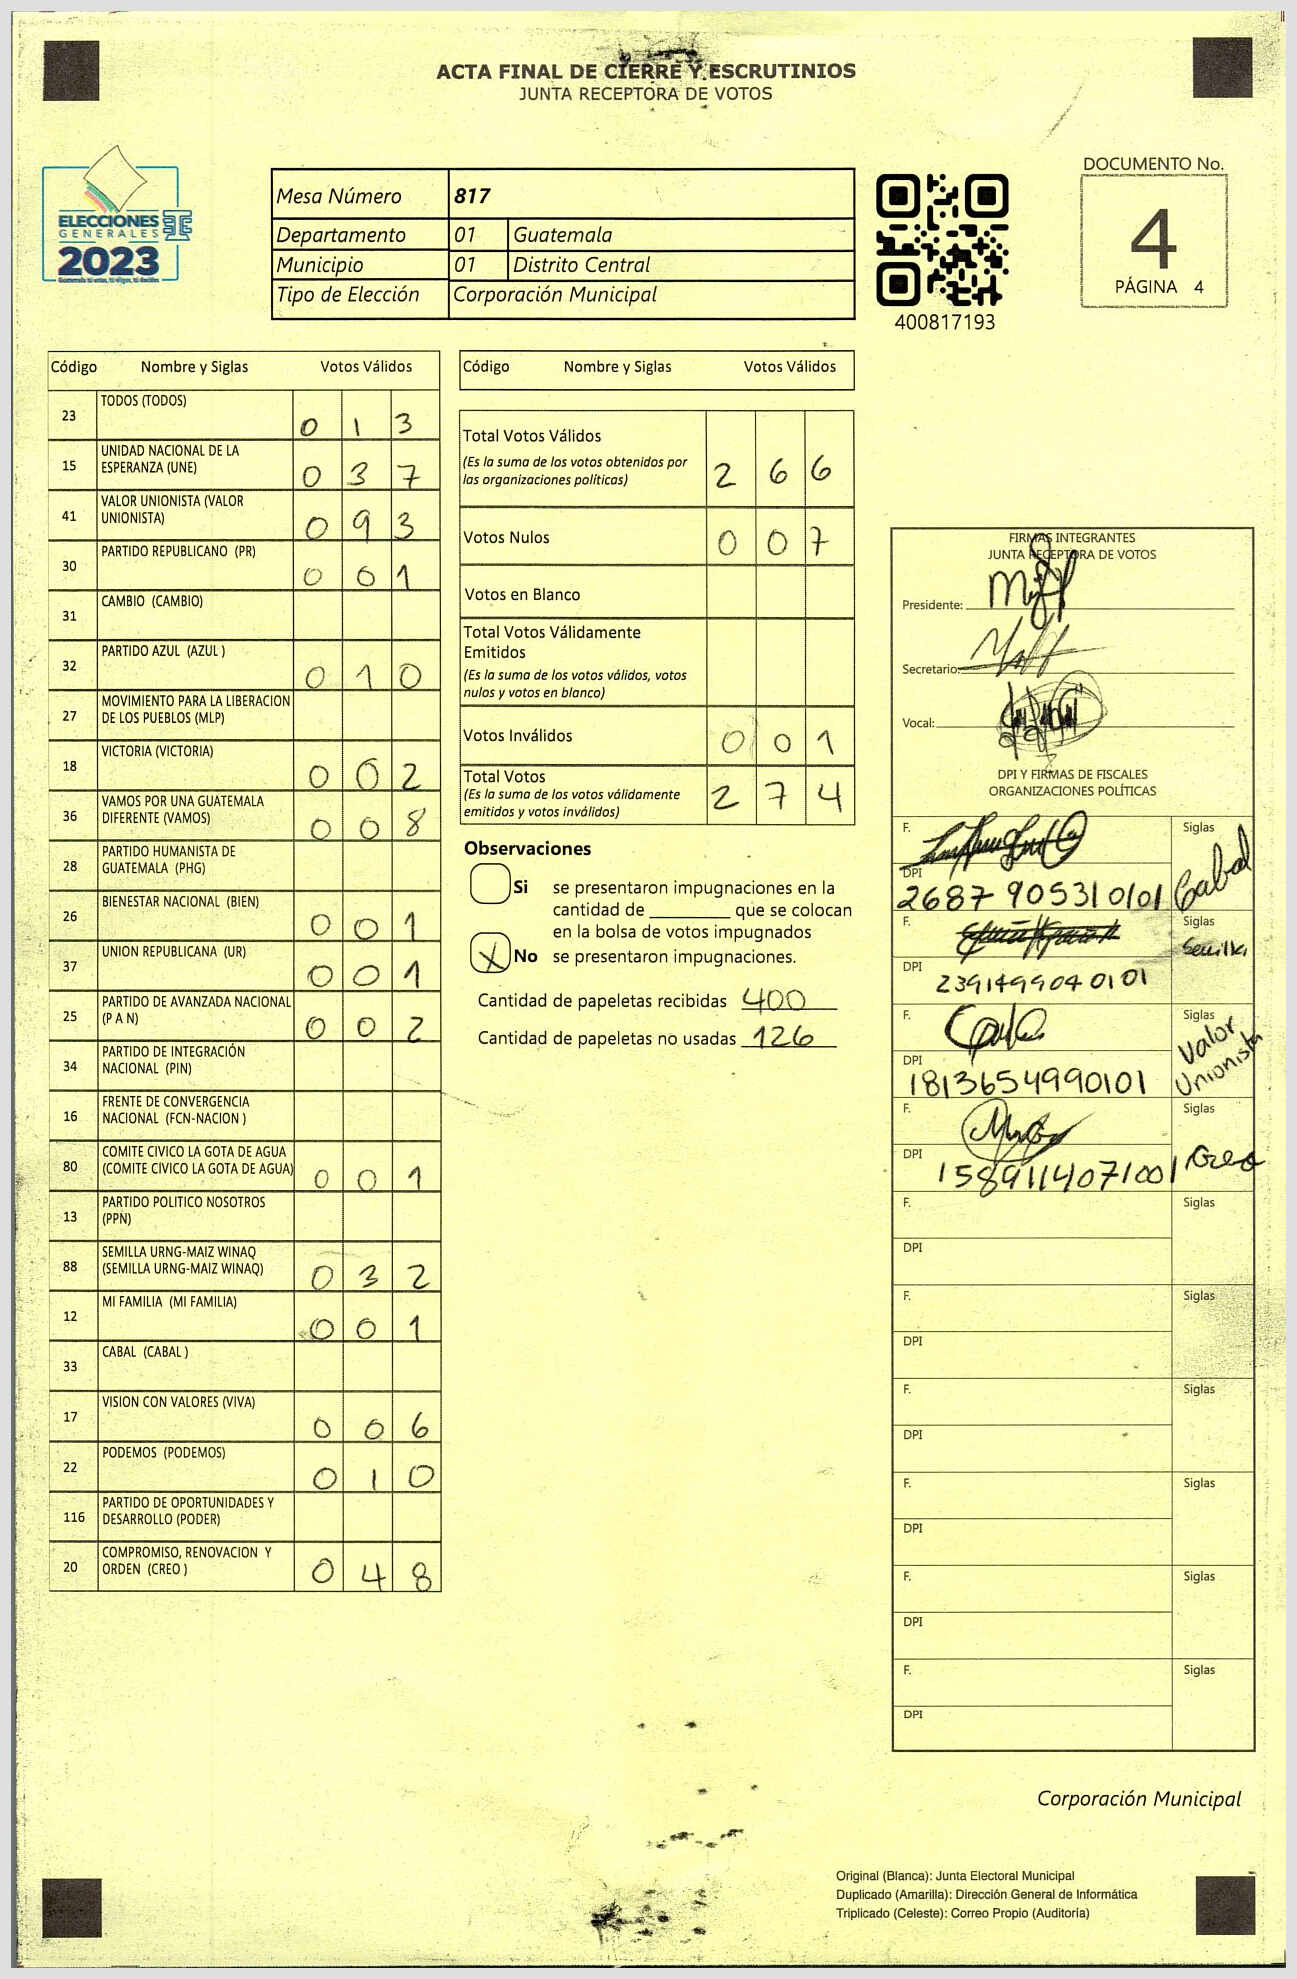 ACTA FINAL DE CIERRE Y ESCRUTINIOS
JUNTA RECEPTORA DE VOTOS
ELECCIONES
GENERALES
2023
Mesa Número 817
Departamento 01 Guatemala
Municipio 01 Distrito Central
Tipo de Elección Corporación Municipal
400817193
DOCUMENTO No.
4
PÁGINA 4
Código Nombre y Siglas Votos Válidos
23 TODOS (TODOS) 0 1 3
15 UNIDAD NACIONAL DE LA
ESPERANZA (UNE) 0 3 7
41 VALOR UNIONISTA (VALOR
UNIONISTA) 0 9 3
30 PARTIDO REPUBLICANO (PR) 0 0 1
31 CAMBIO (CAMBIO)
32 PARTIDO AZUL (AZUL ) 0 1 0
27 MOVIMIENTO PARA LA LIBERACION
DE LOS PUEBLOS (MLP)
18 VICTORIA (VICTORIA) 0 0 2
36 VAMOS POR UNA GUATEMALA
DIFERENTE (VAMOS) 0 0 8
28 PARTIDO HUMANISTA DE
GUATEMALA (PHG)
26 BIENESTAR NACIONAL (BIEN) 0 0 1
37 UNION REPUBLICANA (UR) 0 0 1
25 PARTIDO DE AVANZADA NACIONAL
(P A N) 0 0 2
34 PARTIDO DE INTEGRACIÓN
NACIONAL (PIN)
16 FRENTE DE CONVERGENCIA
NACIONAL (FCN-NACION )
80 COMITE CIVICO LA GOTA DE AGUA
(COMITE CIVICO LA GOTA DE AGUA) 0 0 1
13 PARTIDO POLITICO NOSOTROS
(PPN)
88 SEMILLA URNG-MAIZ WINAQ
(SEMILLA URNG-MAIZ WINAQ) 0 3 2
12 MI FAMILIA (MI FAMILIA) 0 0 1
33 CABAL (CABAL )
17 VISION CON VALORES (VIVA) 0 0 6
22 PODEMOS (PODEMOS) 0 1 0
116 PARTIDO DE OPORTUNIDADES Y
DESARROLLO (PODER)
20 COMPROMISO, RENOVACION Y
ORDEN (CREO ) 0 4 8
Código Nombre y Siglas Votos Válidos
Total Votos Válidos
(Es la suma de los votos obtenidos por
las organizaciones políticas) 2 6 6
Votos Nulos 0 0 7
Votos en Blanco
Total Votos Válidamente
Emitidos
(Es la suma de los votos válidos, votos
nulos y votos en blanco)
Votos Inválidos 0 0 1
Total Votos
(Es la suma de los votos válidamente
emitidos y votos inválidos) 2 7 4
Observaciones
Si se presentaron impugnaciones en la
cantidad de ________ que se colocan
en la bolsa de votos impugnados
X No se presentaron impugnaciones.
Cantidad de papeletas recibidas 400
Cantidad de papeletas no usadas 126
FIRMAS INTEGRANTES
JUNTA RECEPTORA DE VOTOS
Presidente:
Secretario:
Vocal:
DPI Y FIRMAS DE FISCALES
ORGANIZACIONES POLÍTICAS
F. Siglas
DPI 2687 905310101 Cabal
F. Siglas
Semilla
DPI 2391499040101
F. Siglas
Valor
Unionista
DPI 1813654990101
F. Siglas
DPI 1589114071001 Creo
F. Siglas
DPI
F. Siglas
DPI
F. Siglas
DPI
F. Siglas
DPI
F. Siglas
DPI
F. Siglas
DPI
Corporación Municipal
Original (Blanca): Junta Electoral Municipal
Duplicado (Amarilla): Dirección General de Informática
Triplicado (Celeste): Correo Propio (Auditoría)